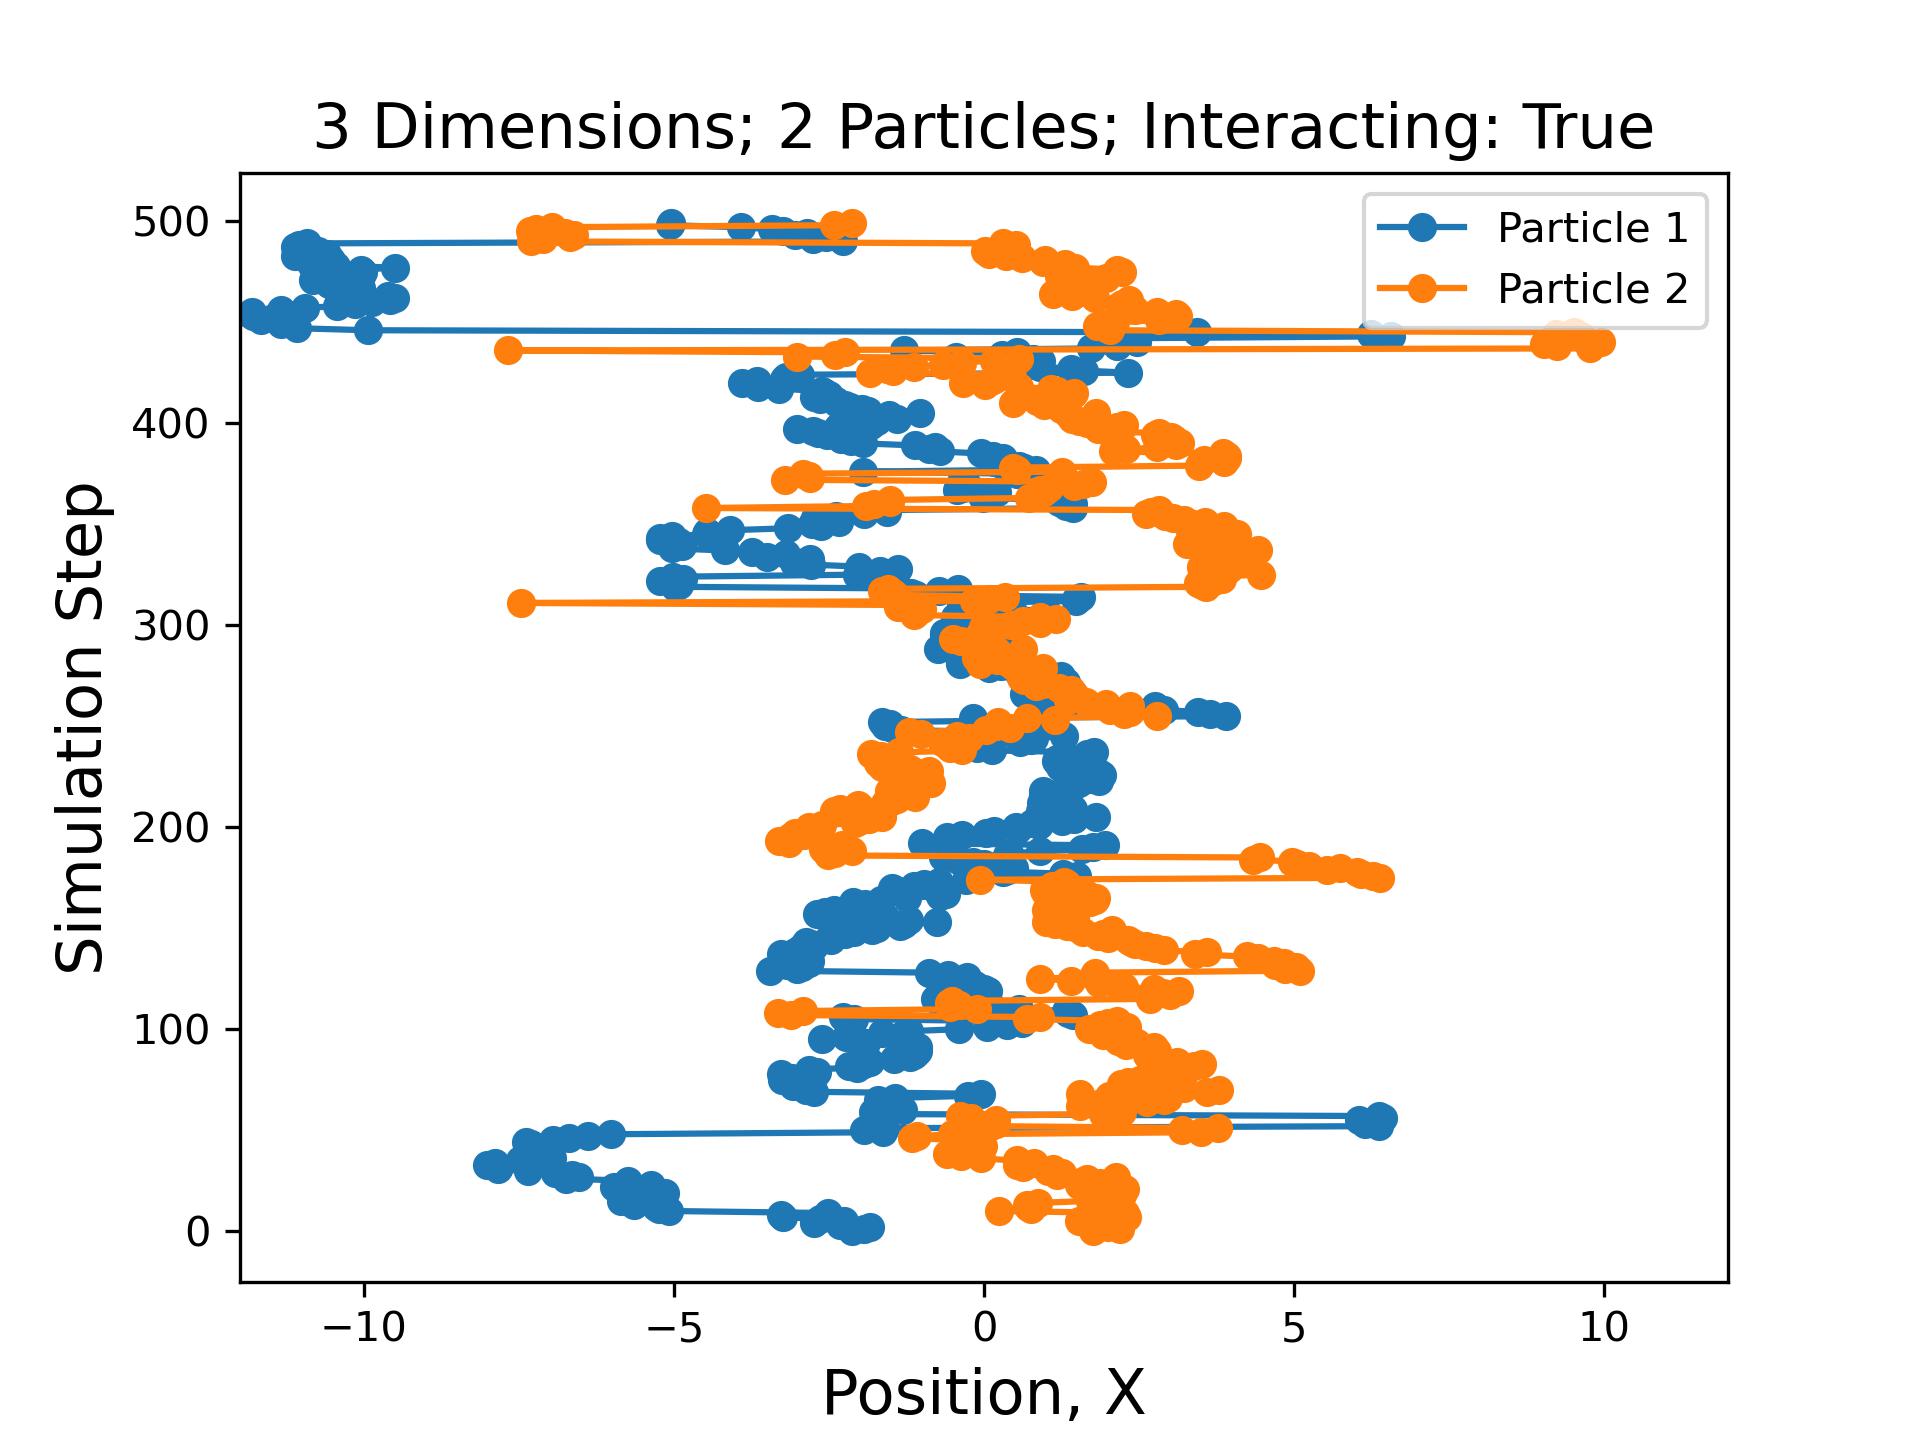 3 Dimensions; 2 Particles; Interacting: True
Particle 1
Particle 2
Simulation Step
500
400
300
200
100
0
−10
−5
0
5
10
Position, X